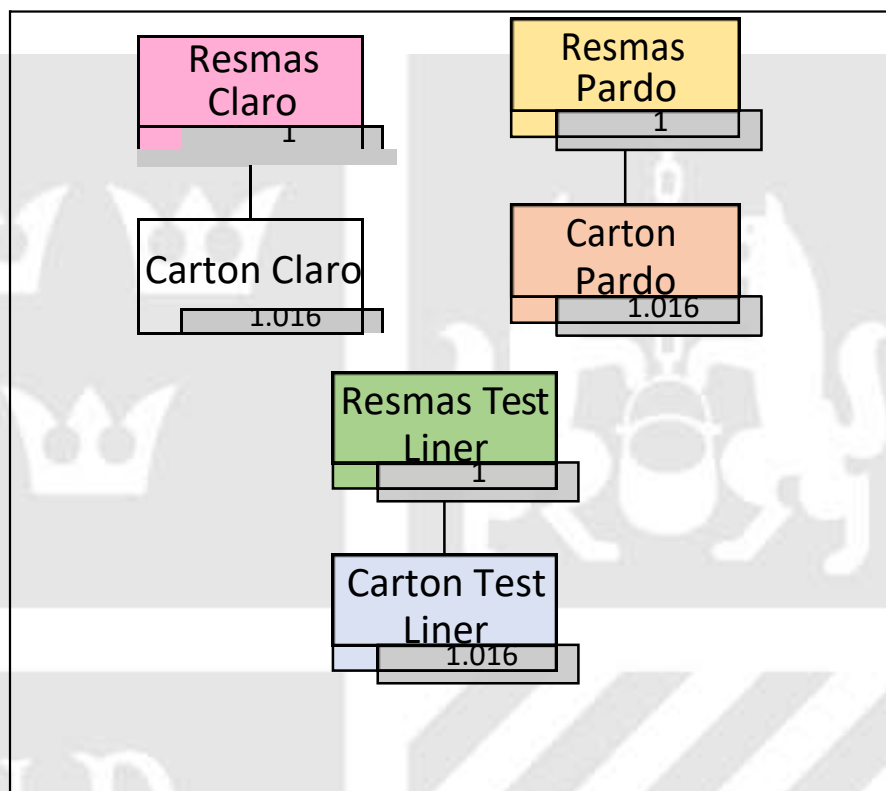 Resmas
Claro
1
Resmas
Pardo
1
Carton Claro
1.016
Carton
Pardo
1.016
Resmas Test
Liner
1
Carton Test
Liner
1.016